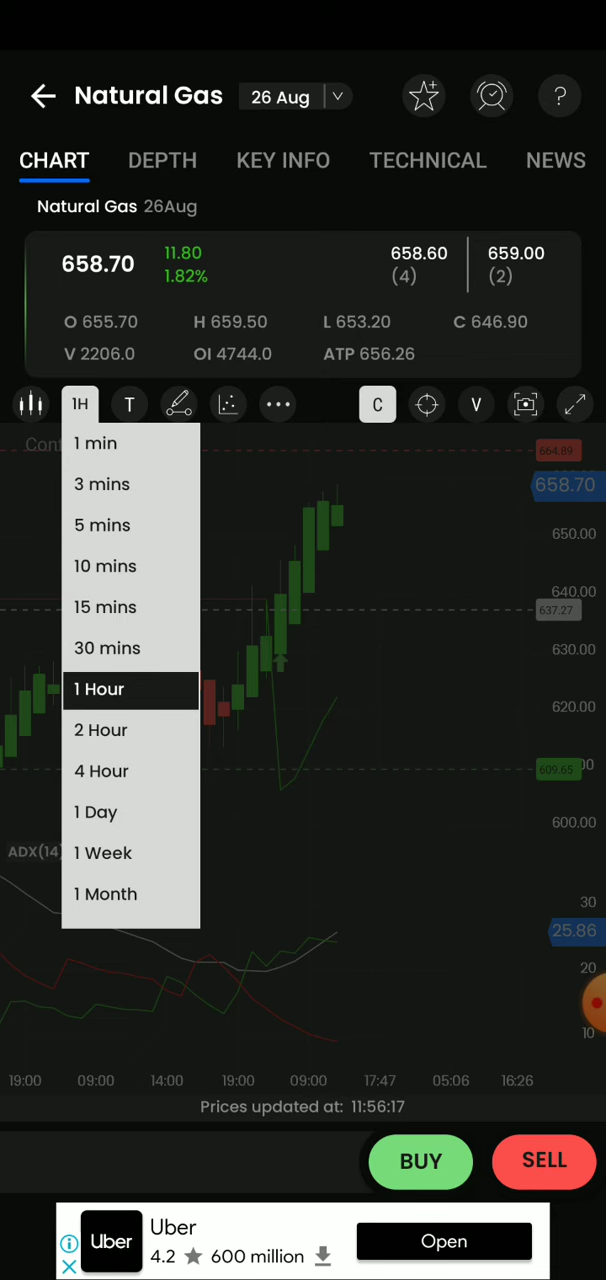 Natural Gas 26 Aug ?
CHART DEPTH KEY INFO TECHNICAL NEWS
Natural Gas 26Aug
658.70 11.80 1.82% 658.60 (4) 659.00 (2)
O 655.70 H 659.50 L 653.20 C 646.90
V 2206.0 OI 4744.0 ATP 656.26
1H T C V
Cont
1 min
664.89
3 mins
658.70
5 mins
650.00
10 mins
640.00
15 mins
637.27
30 mins
630.00
1 Hour
620.00
2 Hour
4 Hour
609.65
1 Day
600.00
ADX(14)
1 Week
1 Month
30
25.86
20
10
19:00 09:00 14:00 19:00 09:00 17:47 05:06 16:26
Prices updated at: 11:56:17
BUY SELL
Uber
Uber
4.2 600 million
Open